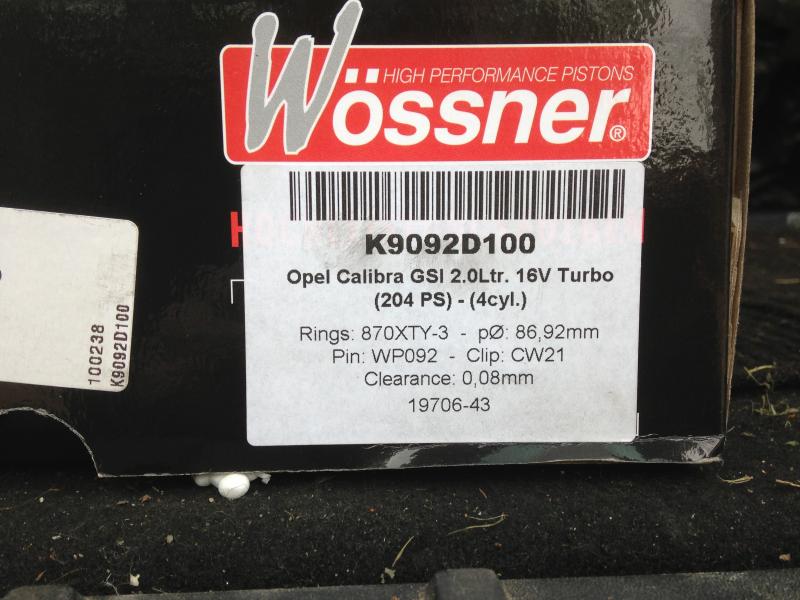 HIGH PERFORMANCE PISTONS
Wössner®
K9092D100
Opel Calibra GSI 2.0Ltr. 16V Turbo
(204 PS) - (4cyl.)
Rings: 870XTY-3 - pØ: 86,92mm
Pin: WP092 - Clip: CW21
Clearance: 0,08mm
19706-43
100238
K9092D100